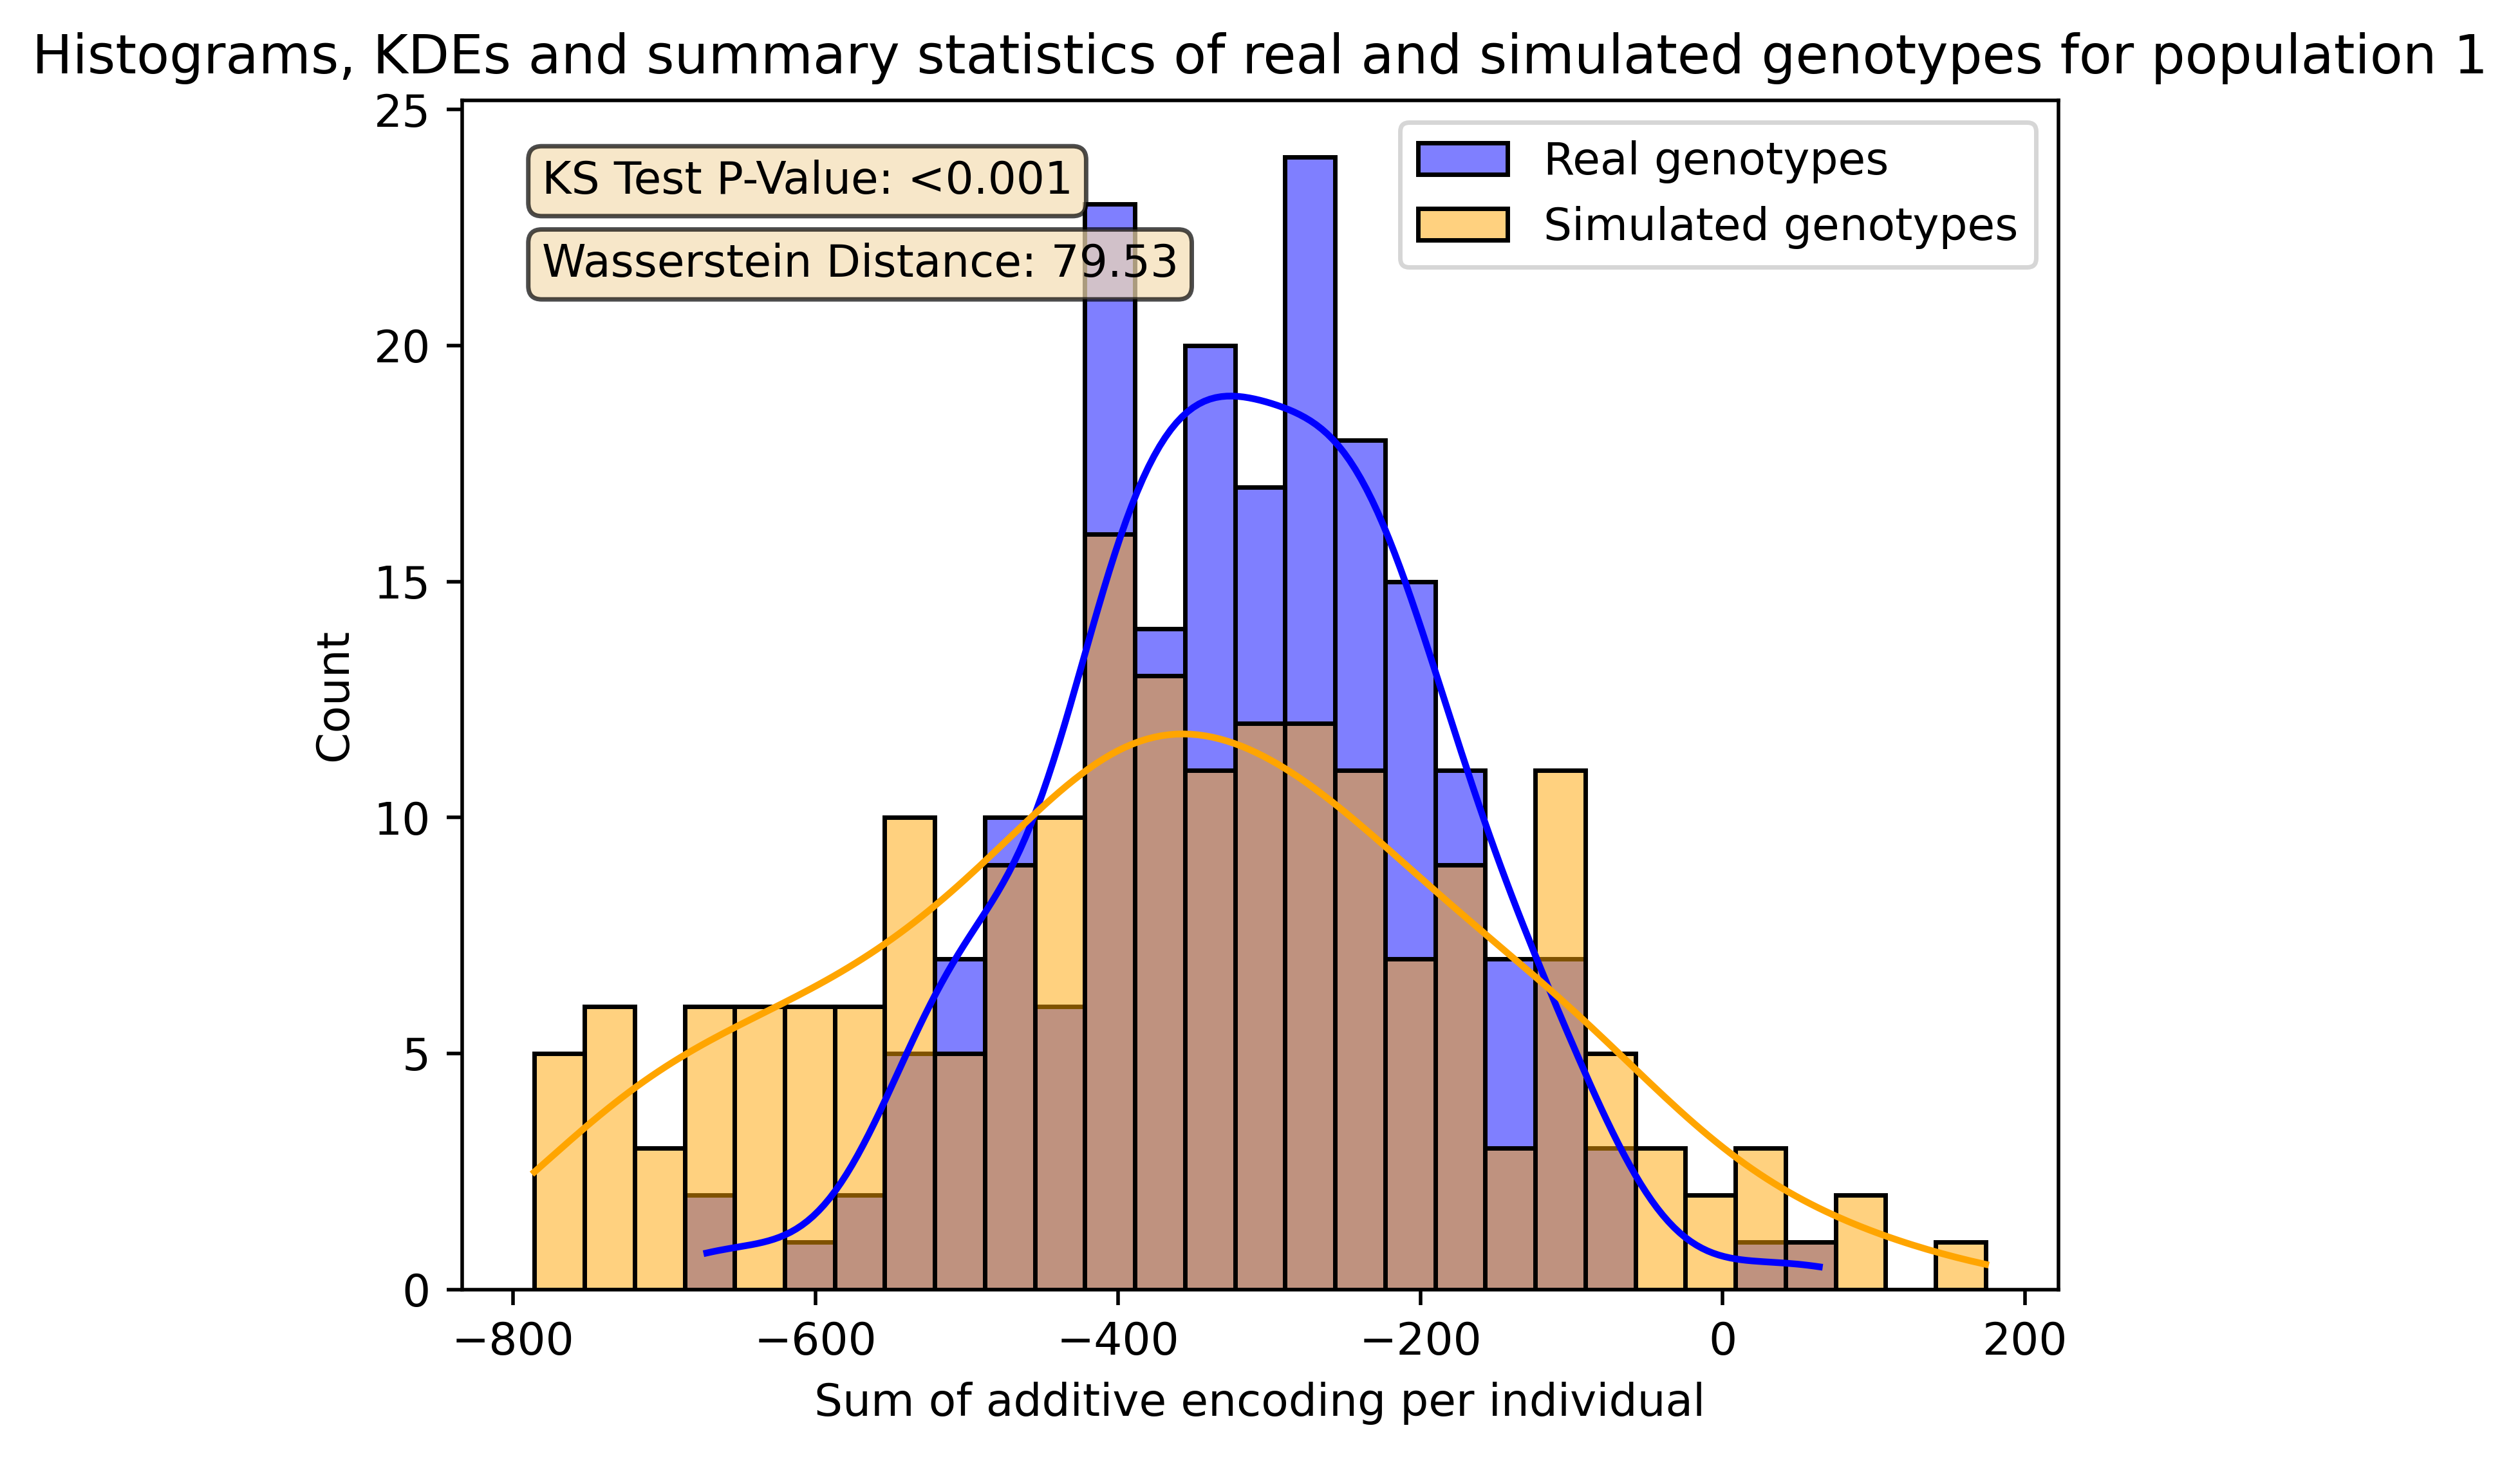 Histograms, KDEs and summary statistics of real and simulated genotypes for population 1
KS Test P-Value: <0.001
Wasserstein Distance: 79.53
Real genotypes
Simulated genotypes
25
20
15
10
5
0
Count
−800
−600
−400
−200
0
200
Sum of additive encoding per individual